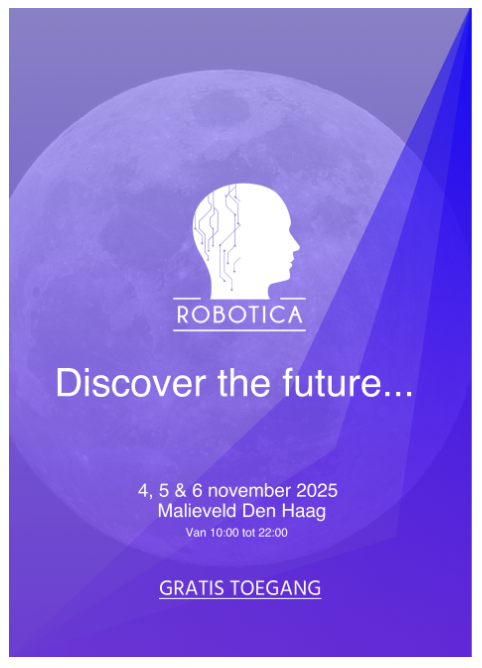 ROBOTICA
Discover the future...
4, 5 & 6 november 2025
Malieveld Den Haag
Van 10:00 tot 22:00
GRATIS TOEGANG